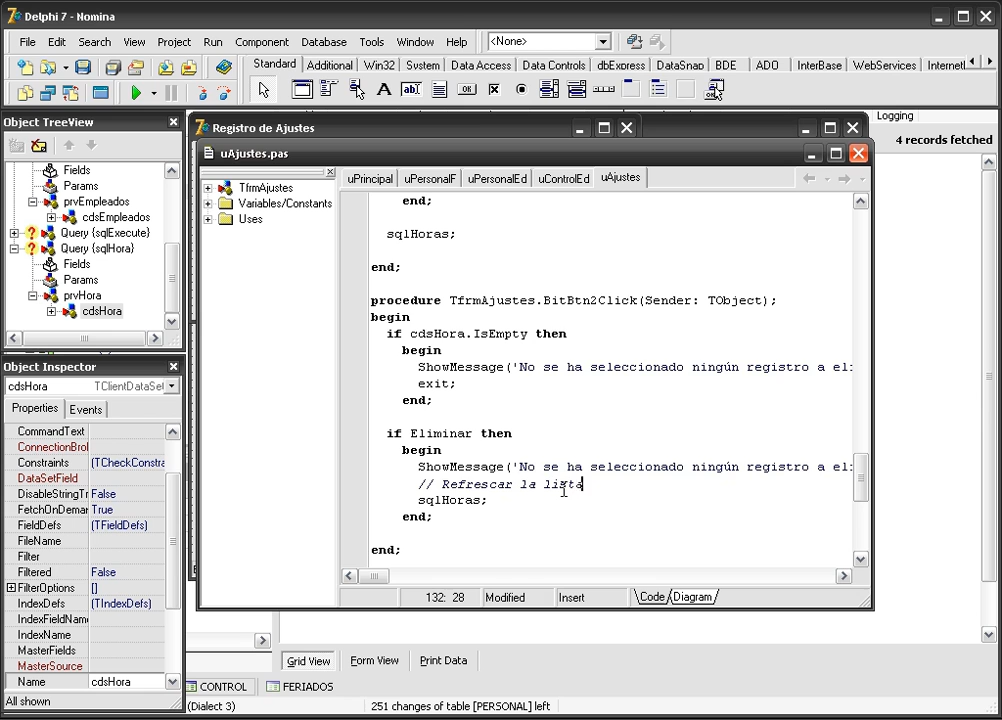 Delphi 7 - Nomina
File Edit Search View Project Run Component Database Tools Window Help <None>
Standard Additional Win32 System Data Access Data Controls dbExpress DataSnap BDE ADO InterBase WebServices InternetE
Object TreeView
Fields
Params
prvEmpleados
cdsEmpleados
Query {sqlExecute}
Query {sqlHora}
Fields
Params
prvHora
cdsHora
Object Inspector
cdsHora TClientDataSet
Properties Events
CommandText
ConnectionBrol
Constraints (TCheckConstra
DataSetField
DisableStringTr False
FetchOnDeman True
FieldDefs (TFieldDefs)
FileName
Filter
Filtered False
FilterOptions []
IndexDefs (TIndexDefs)
IndexFieldNam
IndexName
MasterFields
MasterSource
Name cdsHora
All shown
Registro de Ajustes
Logging
4 records fetched
uAjustes.pas
TfrmAjustes
Variables/Constants
Uses
uPrincipal uPersonalF uPersonalEd uControlEd uAjustes
end;
sqlHoras;
end;
procedure TfrmAjustes.BitBtn2Click(Sender: TObject);
begin
if cdsHora.IsEmpty then
begin
ShowMessage('No se ha seleccionado ningún registro a el:
exit;
end;
if Eliminar then
begin
ShowMessage('No se ha seleccionado ningún registro a el:
// Refrescar la lista
sqlHoras;
end;
end;
132: 28 Modified Insert Code Diagram
Grid View Form View Print Data
CONTROL FERIADOS
(Dialect 3) 251 changes of table [PERSONAL] left